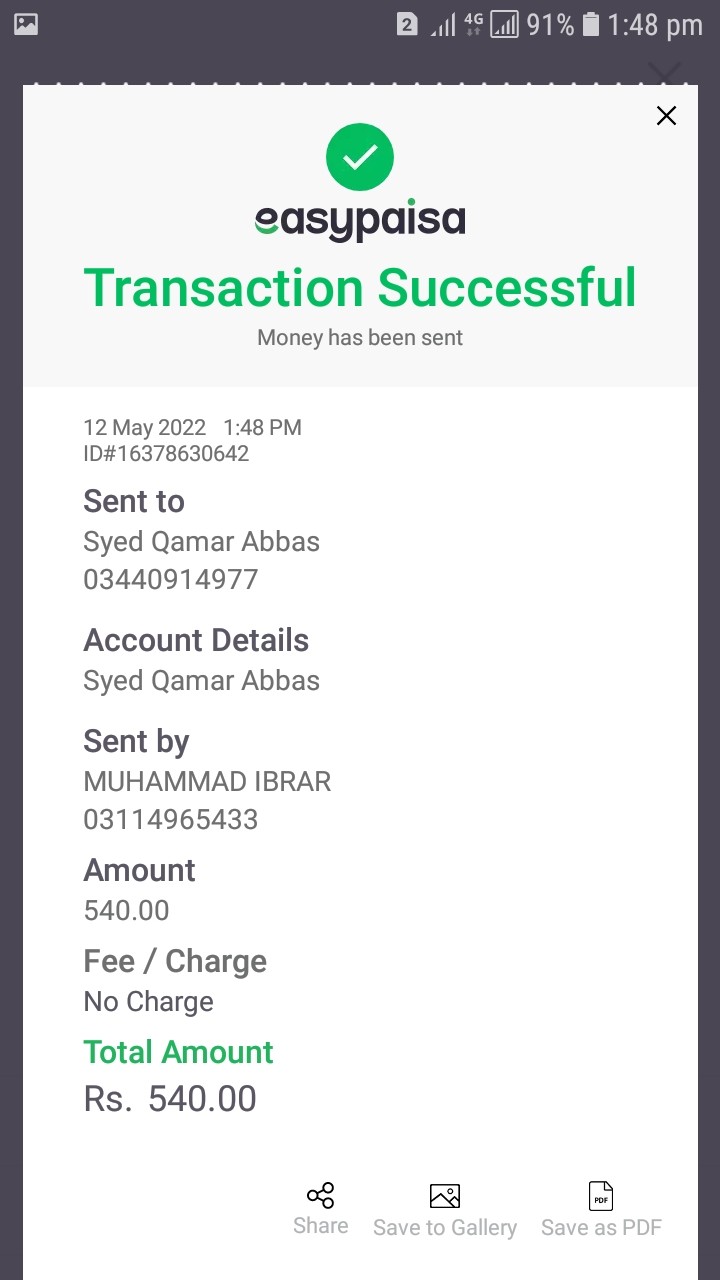 2 4G 91% 1:48 pm
easypaisa
Transaction Successful
Money has been sent
12 May 2022 1:48 PM
ID#16378630642
Sent to
Syed Qamar Abbas
03440914977
Account Details
Syed Qamar Abbas
Sent by
MUHAMMAD IBRAR
03114965433
Amount
540.00
Fee / Charge
No Charge
Total Amount
Rs. 540.00
PDF
Share Save to Gallery Save as PDF